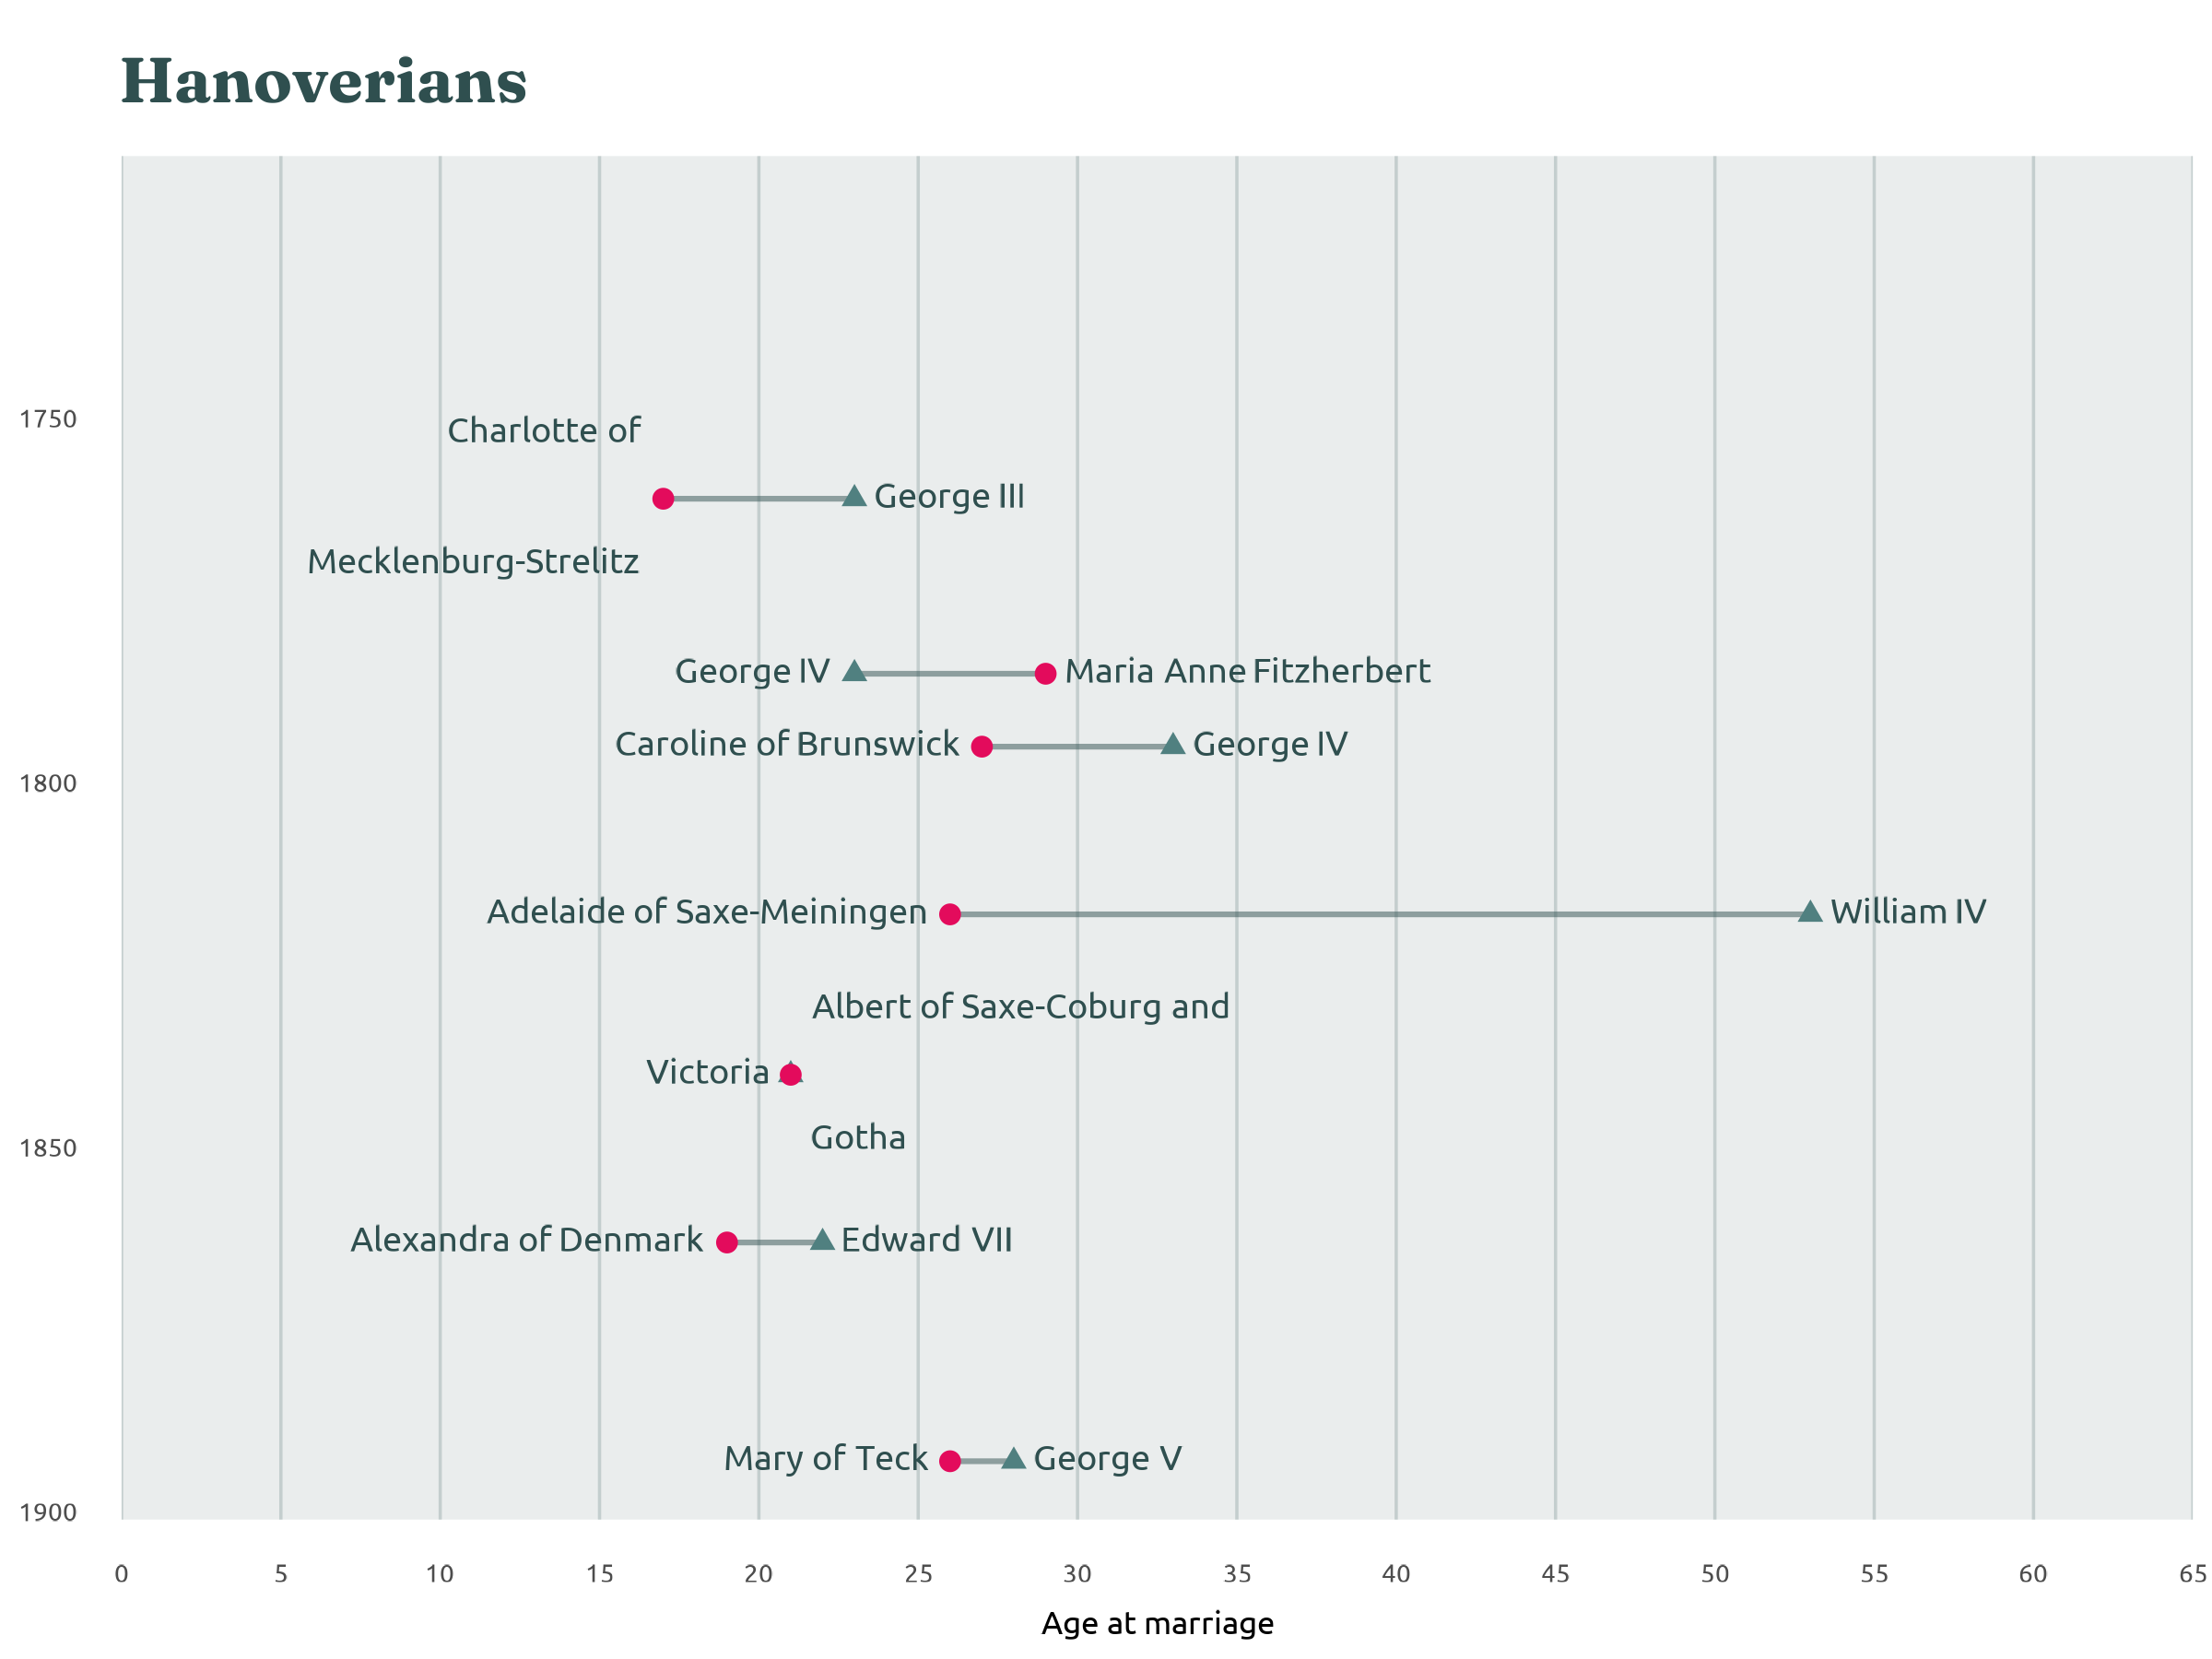 Hanoverians
1750
Charlotte of
George III
Mecklenburg-Strelitz
George IV
Maria Anne Fitzherbert
Caroline of Brunswick
George IV
1800
Adelaide of Saxe-Meiningen
William IV
Albert of Saxe-Coburg and
Victoria
Gotha
1850
Alexandra of Denmark
Edward VII
Mary of Teck
George V
1900
0 5 10 15 20 25 30 35 40 45 50 55 60 65
Age at marriage